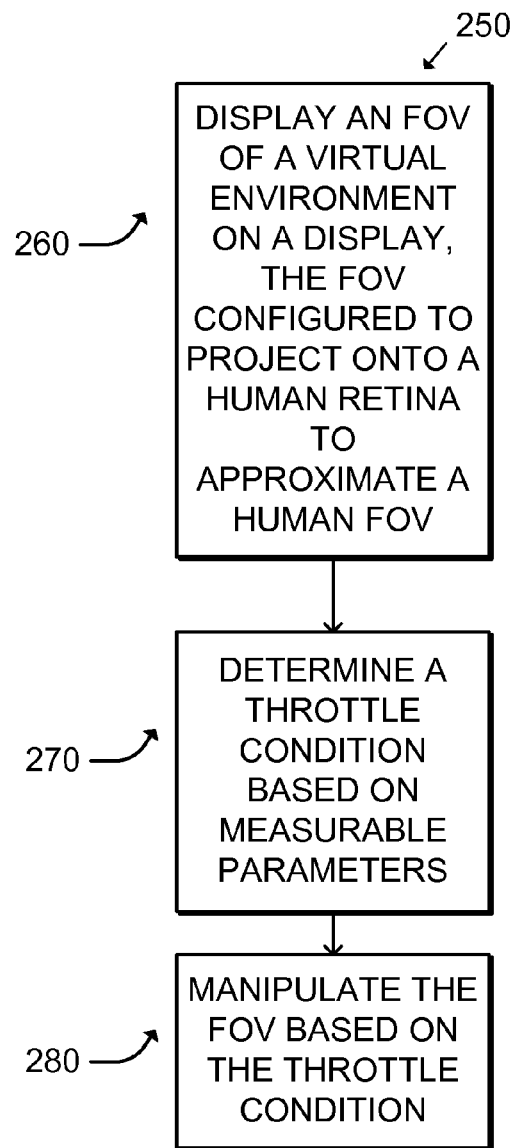 250
260
DISPLAY AN FOV
OF A VIRTUAL
ENVIRONMENT
ON A DISPLAY,
THE FOV
CONFIGURED TO
PROJECT ONTO A
HUMAN RETINA
TO
APPROXIMATE A
HUMAN FOV
270
DETERMINE A
THROTTLE
CONDITION
BASED ON
MEASURABLE
PARAMETERS
280
MANIPULATE THE
FOV BASED ON
THE THROTTLE
CONDITION